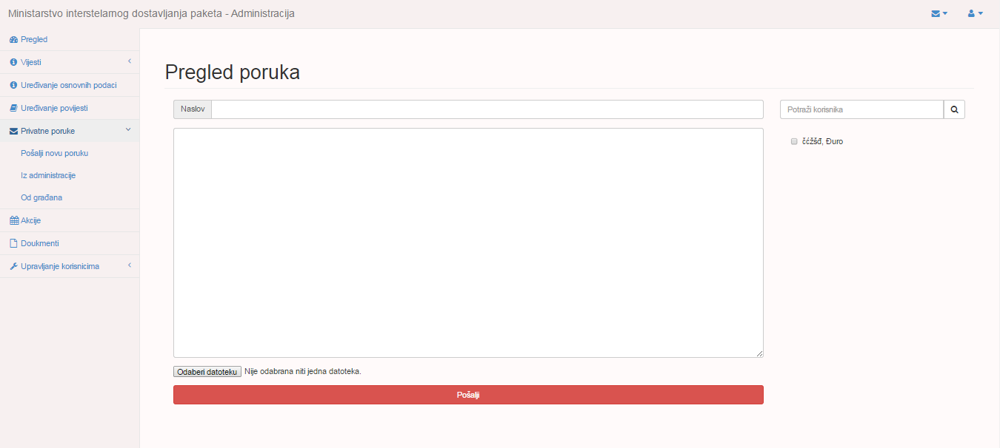 Ministarstvo interstelarnog dostavljanja paketa - Administracija
Pregled
Vijesti
Uređivanje osnovnih podaci
Uređivanje povijesti
Privatne poruke
Pošalji novu poruku
Iz administracije
Od građana
Akcije
Doukmenti
Upravljanje korisnicima
Pregled poruka
Naslov
Potraži korisnika
čćžšđ, Đuro
Odaberi datoteku Nije odabrana niti jedna datoteka.
Pošalji